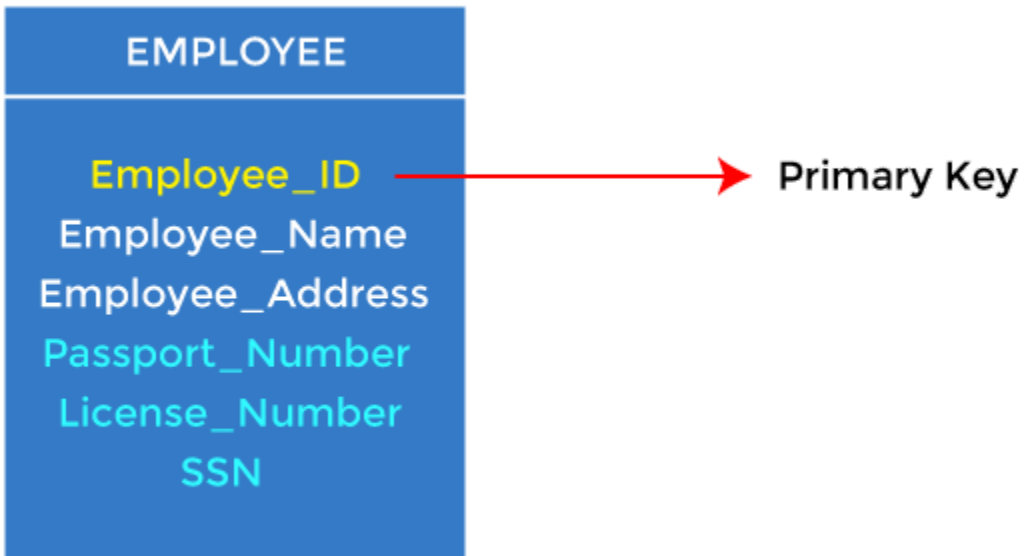 EMPLOYEE
Employee_ID
Primary Key
Employee_Name
Employee_Address
Passport_Number
License_Number
SSN